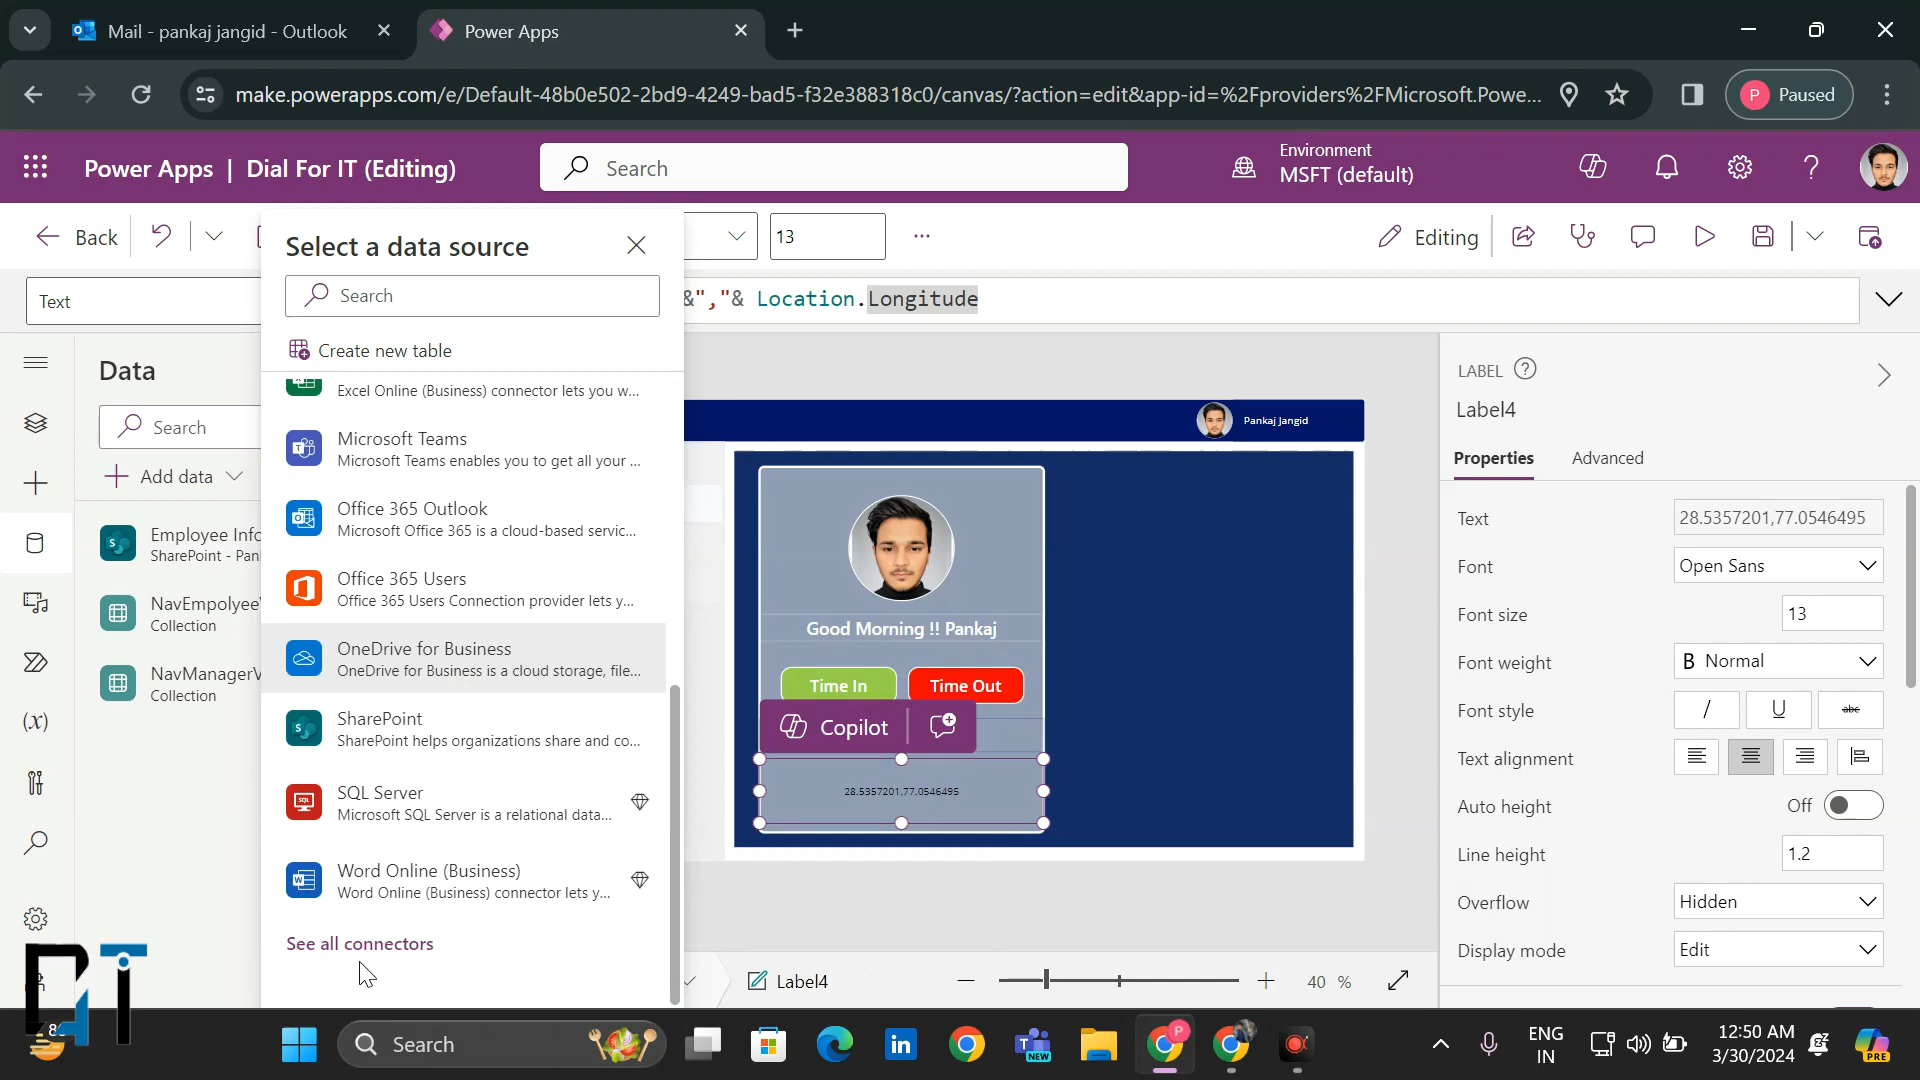 Mail - pankaj jangid - Outlook
Power Apps
make.powerapps.com/e/Default-48b0e502-2bd9-4249-bad5-f32e388318c0/canvas/?action=edit&app-id=%2Fproviders%2FMicrosoft.Powe...
P
Paused
Power Apps | Dial For IT (Editing)
Search
Environment
MSFT (default)
Back
13
Editing
Select a data source
Search
Create new table
Text
&","& Location.Longitude
Data
Search
Add data
Employee Info
SharePoint - Pan
NavEmpolyee
Collection
NavManagerV
Collection
Excel Online (Business) connector lets you w...
Microsoft Teams
Microsoft Teams enables you to get all your ...
Office 365 Outlook
Microsoft Office 365 is a cloud-based servic...
Office 365 Users
Office 365 Users Connection provider lets y...
OneDrive for Business
OneDrive for Business is a cloud storage, file...
SharePoint
SharePoint helps organizations share and co...
SQL Server
Microsoft SQL Server is a relational data...
Word Online (Business)
Word Online (Business) connector lets y...
See all connectors
Pankaj Jangid
Good Morning !! Pankaj
Time In
Time Out
Copilot
28.5357201,77.0546495
Label4
40 %
LABEL
Label4
Properties
Advanced
Text
28.5357201,77.0546495
Font
Open Sans
Font size
13
Font weight
B Normal
Font style
/
U
abc
Text alignment
Auto height
Off
Line height
1.2
Overflow
Hidden
Display mode
Edit
Search
NEW
ENG
IN
12:50 AM
3/30/2024
PRE